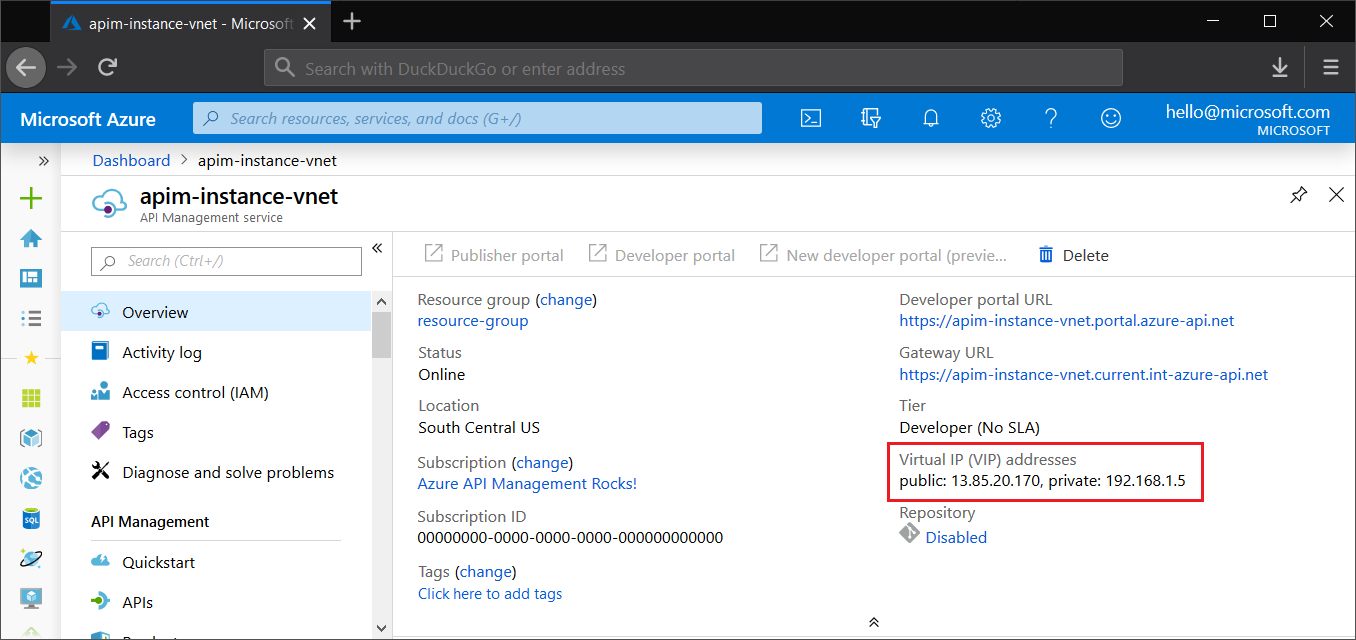 apim-instance-vnet - Microsoft
Search with DuckDuckGo or enter address
Microsoft Azure
Search resources, services, and docs (G+/)
hello@microsoft.com
MICROSOFT
Dashboard > apim-instance-vnet
apim-instance-vnet
API Management service
Search (Ctrl+/)
Overview
Activity log
Access control (IAM)
Tags
Diagnose and solve problems
API Management
Quickstart
APIs
Publisher portal
Developer portal
New developer portal (previe...
Delete
Resource group (change)
resource-group
Status
Online
Location
South Central US
Subscription (change)
Azure API Management Rocks!
Subscription ID
00000000-0000-0000-0000-000000000000
Tags (change)
Click here to add tags
Developer portal URL
https://apim-instance-vnet.portal.azure-api.net
Gateway URL
https://apim-instance-vnet.current.int-azure-api.net
Tier
Developer (No SLA)
Virtual IP (VIP) addresses
public: 13.85.20.170, private: 192.168.1.5
Repository
Disabled
SQL